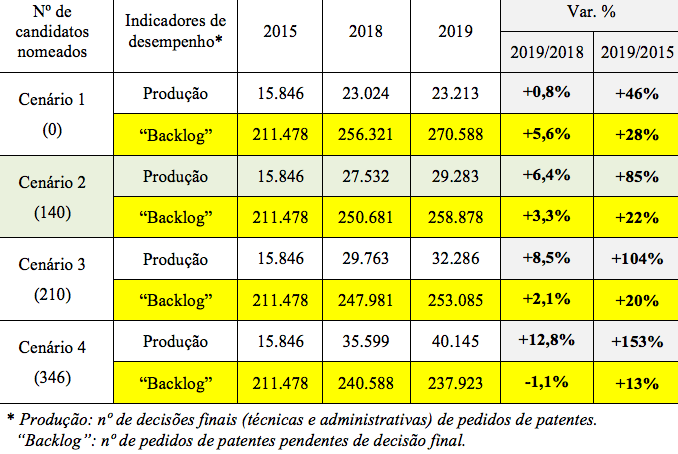 Nº de candidatos nomeados Indicadores de desempenho* 2015 2018 2019 Var. %
2019/2018 2019/2015
Cenário 1 (0) Produção 15.846 23.024 23.213 +0,8% +46%
“Backlog” 211.478 256.321 270.588 +5,6% +28%
Cenário 2 (140) Produção 15.846 27.532 29.283 +6,4% +85%
“Backlog” 211.478 250.681 258.878 +3,3% +22%
Cenário 3 (210) Produção 15.846 29.763 32.286 +8,5% +104%
“Backlog” 211.478 247.981 253.085 +2,1% +20%
Cenário 4 (346) Produção 15.846 35.599 40.145 +12,8% +153%
“Backlog” 211.478 240.588 237.923 -1,1% +13%
* Produção: nº de decisões finais (técnicas e administrativas) de pedidos de patentes.
“Backlog”: nº de pedidos de patentes pendentes de decisão final.